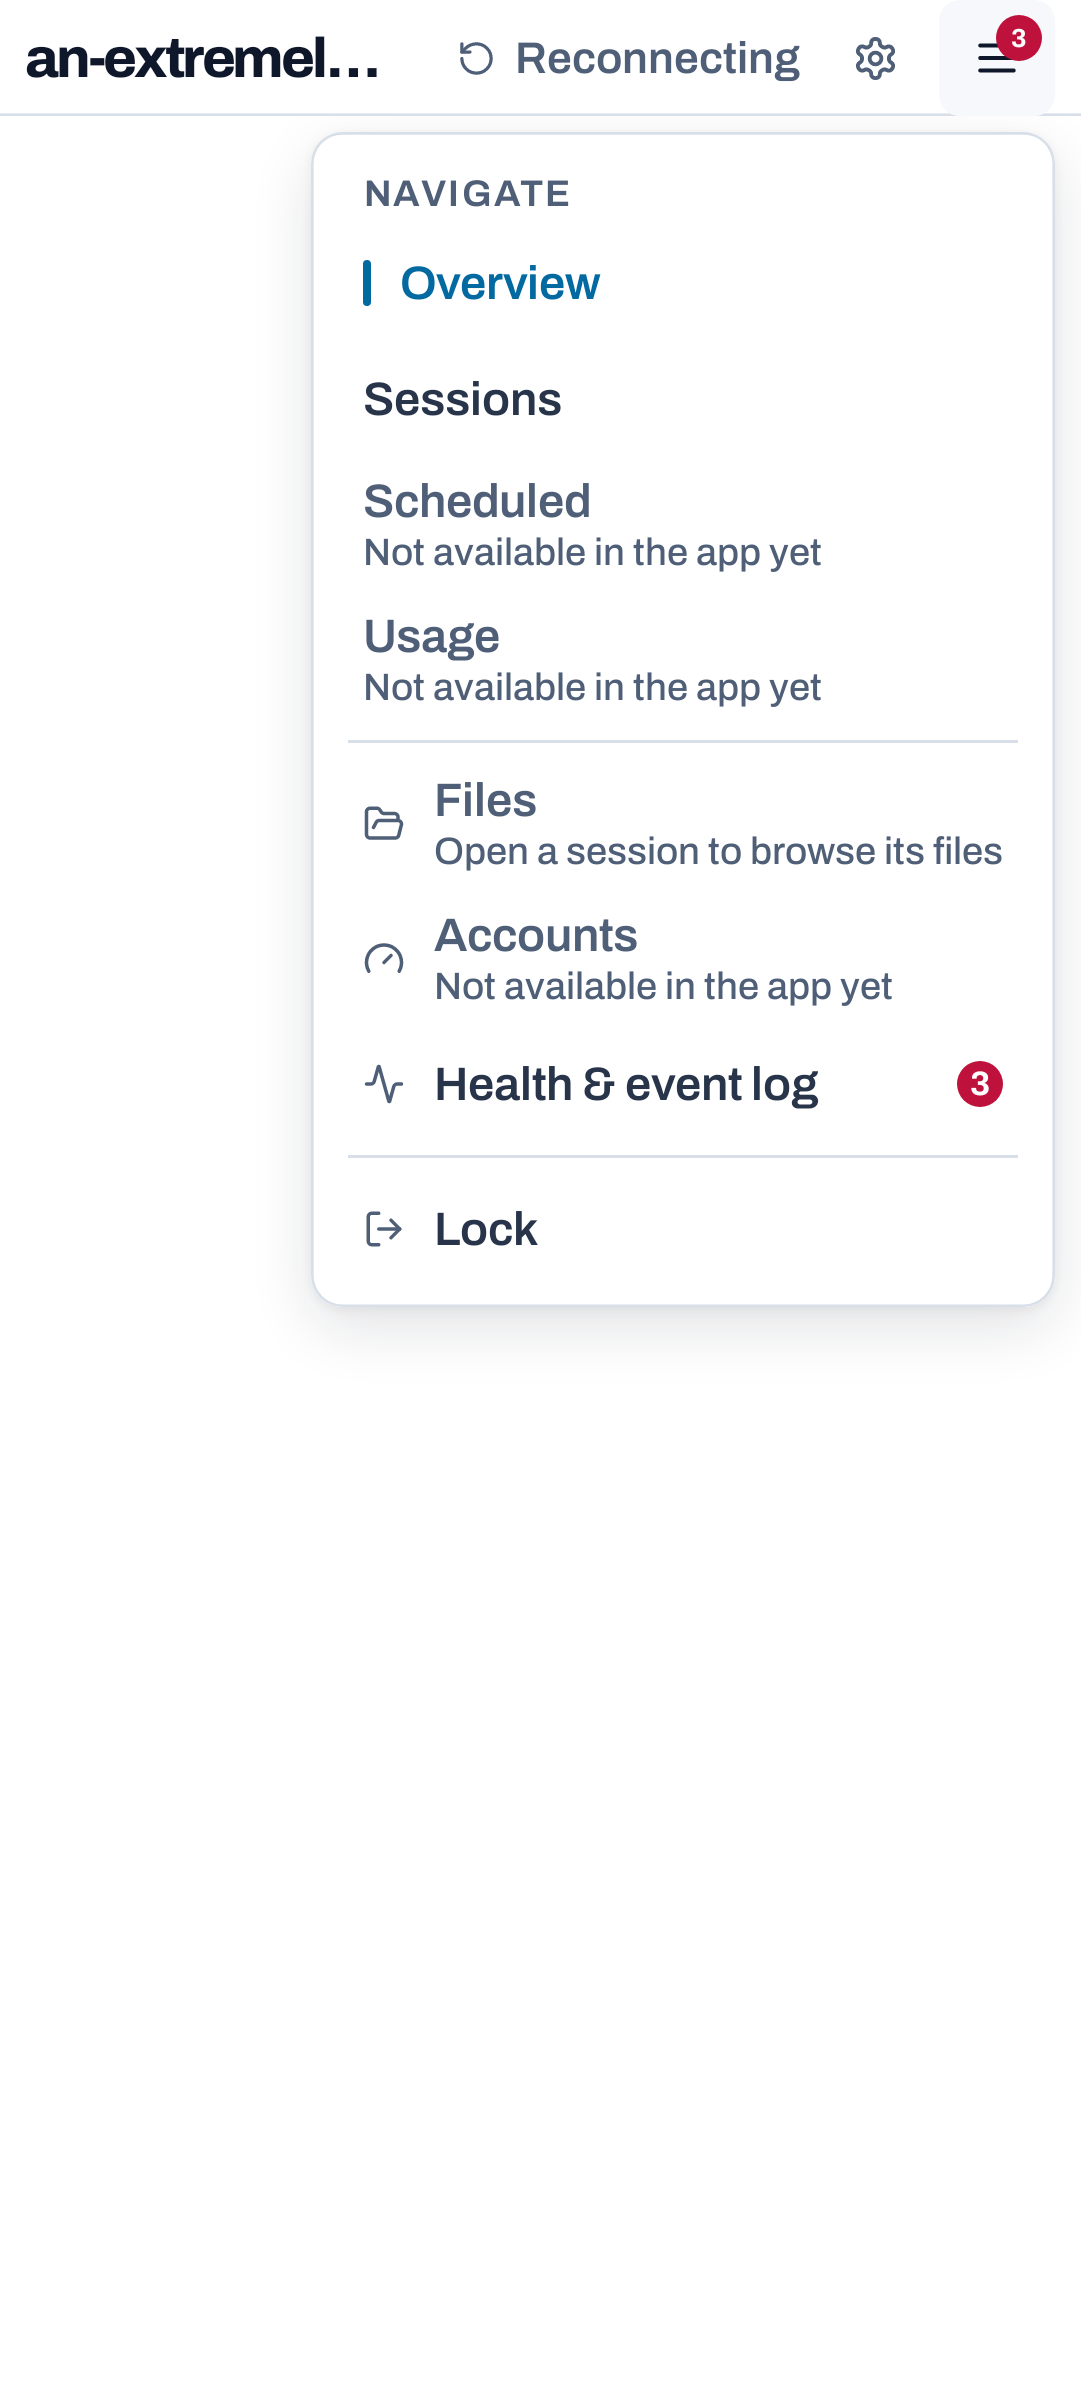 an-extremel… Reconnecting 3
NAVIGATE
Overview
Sessions
Scheduled
Not available in the app yet
Usage
Not available in the app yet
Files
Open a session to browse its files
Accounts
Not available in the app yet
Health & event log 3
Lock